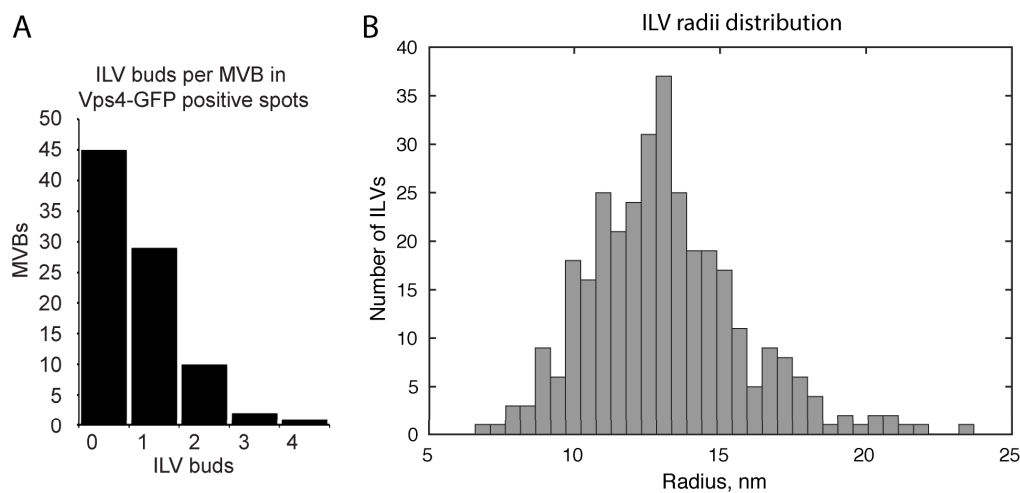 A
ILV buds per MVB in
Vps4-GFP positive spots
MVBs
50
45
40
35
30
25
20
15
10
5
0
0 1 2 3 4
ILV buds
B
ILV radii distribution
Number of ILVs
40
35
30
25
20
15
10
5
0
5 10 15 20 25
Radius, nm